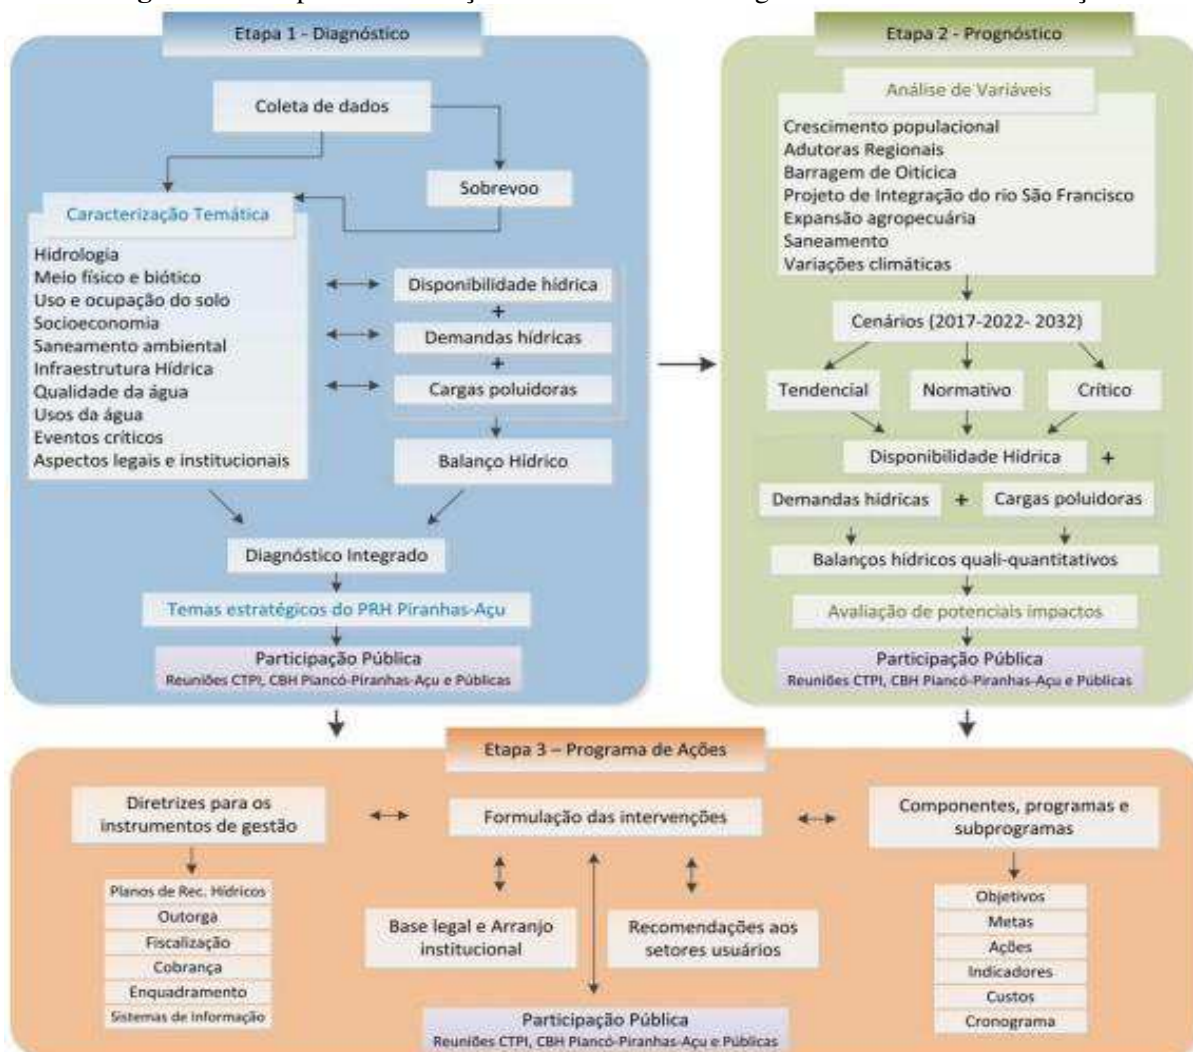 Etapa 1 - Diagnóstico
Coleta de dados
Sobrevoo
Caracterização Temática
Hidrologia
Meio físico e biótico
Uso e ocupação do solo
Socioeconomia
Saneamento ambiental
Infraestrutura Hídrica
Qualidade da água
Usos da água
Eventos críticos
Aspectos legais e institucionais
Disponibilidade hídrica
+
Demandas hídricas
+
Cargas poluidoras
Balanço Hídrico
Diagnóstico Integrado
Temas estratégicos do PRH Piranhas-Açu
Participação Pública
Reuniões CTPI, CBH Piancó-Piranhas-Açu e Públicas
Etapa 2 - Prognóstico
Análise de Variáveis
Crescimento populacional
Adutoras Regionais
Barragem de Oiticica
Projeto de Integração do rio São Francisco
Expansão agropecuária
Saneamento
Variações climáticas
Cenários (2017-2022- 2032)
Tendencial Normativo Crítico
Disponibilidade Hídrica +
Demandas hídricas + Cargas poluidoras
Balanços hídricos quali-quantitativos
Avaliação de potenciais impactos
Participação Pública
Reuniões CTPI, CBH Piancó-Piranhas-Açu e Públicas
Etapa 3 – Programa de Ações
Diretrizes para os
instrumentos de gestão
Planos de Rec. Hídricos
Outorga
Fiscalização
Cobrança
Enquadramento
Sistemas de Informação
Formulação das intervenções
Base legal e Arranjo
institucional
Recomendações aos
setores usuários
Participação Pública
Reuniões CTPI, CBH Piancó-Piranhas-Açu e Públicas
Componentes, programas e
subprogramas
Objetivos
Metas
Ações
Indicadores
Custos
Cronograma